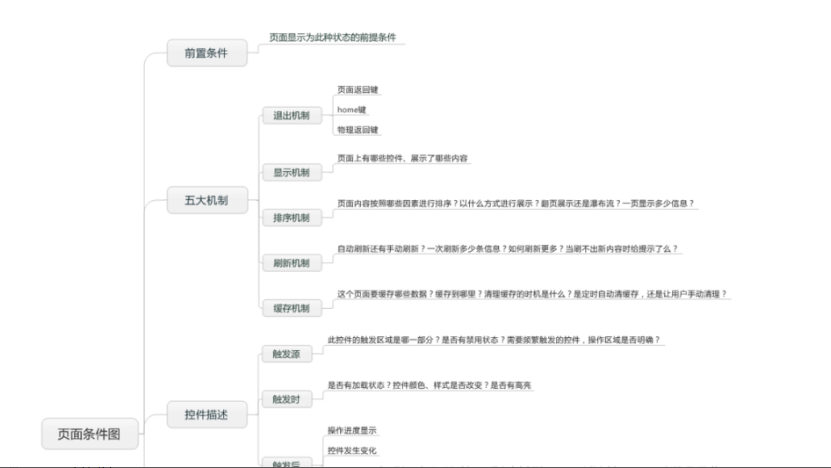 页面显示为此种状态的前提条件
前置条件
页面返回键
home键
退出机制
物理返回键
页面上有哪些控件、展示了哪些内容
显示机制
五大机制
页面内容按照哪些因素进行排序？以什么方式进行展示？翻页展示还是瀑布流？一页显示多少信息？
排序机制
自动刷新还有手动刷新？一次刷新多少条信息？如何刷新更多？当刷不出新内容时给提示了么？
刷新机制
这个页面要缓存哪些数据？缓存到哪里？清理缓存的时机是什么？是定时自动清缓存，还是让用户手动清理？
缓存机制
此控件的触发区域是哪一部分？是否有禁用状态？需要频繁触发的控件，操作区域是否明确？
触发源
是否有加载状态？控件颜色、样式是否改变？是否有高亮
触发时
控件描述
页面条件图
操作进度显示
控件发生变化
触发后